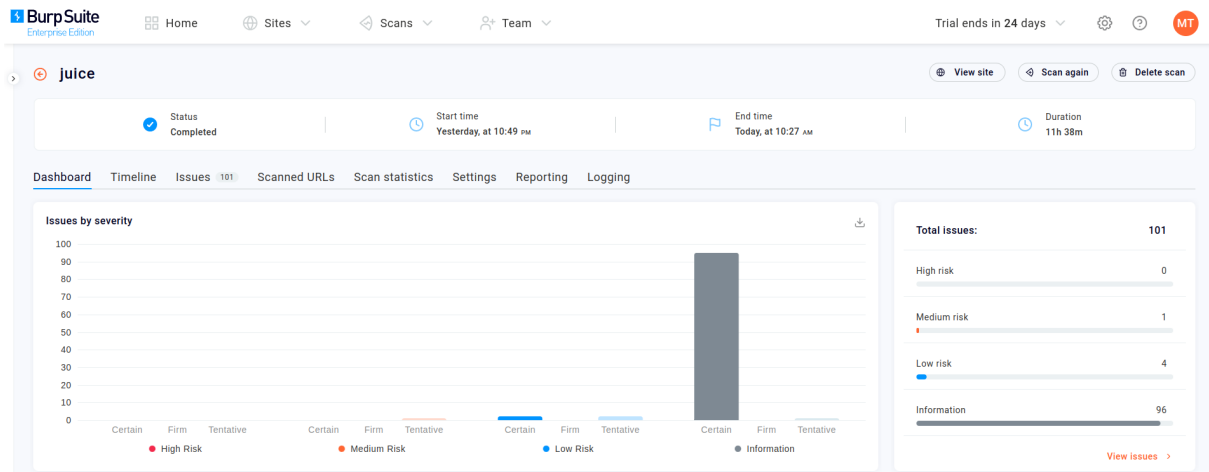 Burp Suite
Enterprise Edition
Home
Sites
Scans
Team
Trial ends in 24 days
MT
juice
View site
Scan again
Delete scan
Status
Completed
Start time
Yesterday, at 10:49 PM
End time
Today, at 10:27 AM
Duration
11h 38m
Dashboard
Timeline
Issues 101
Scanned URLs
Scan statistics
Settings
Reporting
Logging
Issues by severity
100
90
80
70
60
50
40
30
20
10
0
Certain Firm Tentative Certain Firm Tentative Certain Firm Tentative Certain Firm Tentative
High Risk Medium Risk Low Risk Information
Total issues: 101
High risk 0
Medium risk 1
Low risk 4
Information 96
View issues